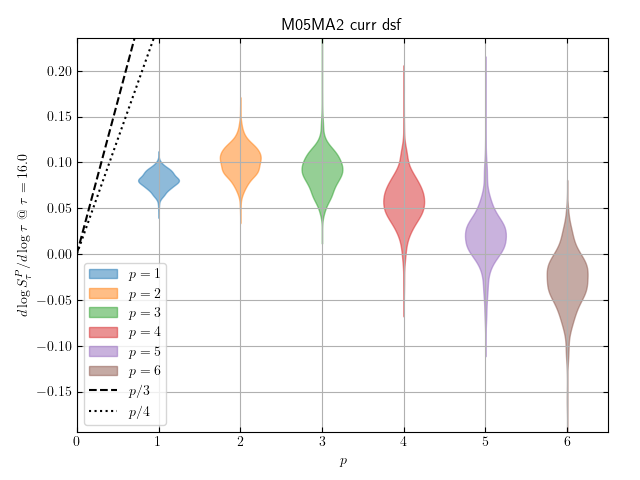 M05MA2 curr dsf
d log S_τ^P / d log τ @ τ = 16.0
0.20
0.15
0.10
0.05
0.00
−0.05
−0.10
−0.15
p = 1
p = 2
p = 3
p = 4
p = 5
p = 6
p/3
p/4
0 1 2 3 4 5 6
p